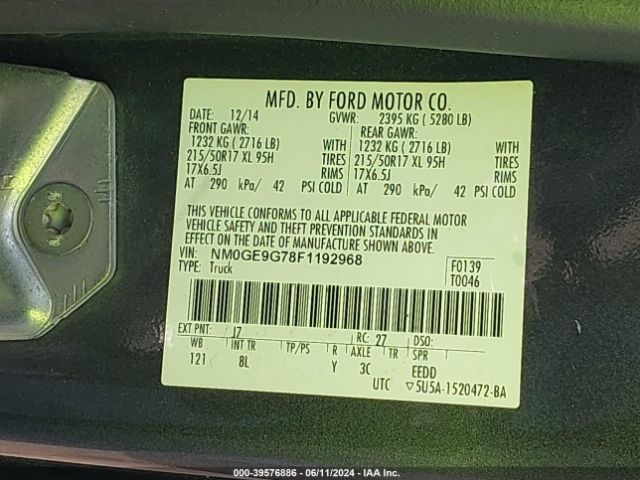 MFD. BY FORD MOTOR CO.
DATE: 12/14 GVWR: 2395 KG ( 5280 LB)
FRONT GAWR: REAR GAWR:
1232 KG ( 2716 LB) WITH 1232 KG ( 2716 LB) WITH
215/50R17 XL 95H TIRES 215/50R17 XL 95H TIRES
17X6.5J RIMS 17X6.5J RIMS
AT 290 kPa/ 42 PSI COLD AT 290 kPa/ 42 PSI COLD
THIS VEHICLE CONFORMS TO ALL APPLICABLE FEDERAL MOTOR
VEHICLE SAFETY AND THEFT PREVENTION STANDARDS IN
EFFECT ON THE DATE OF MANUFACTURE SHOWN ABOVE.
VIN: NM0GE9G78F1192968 F0139
TYPE: Truck T0046
EXT PNT: J7 RC: 27 DSO:
WB INT TR TP/PS R AXLE TR SPR
121 8L Y 3C EEDD
UTC ▽5U5A-1520472-BA
000-39576886 - 06/11/2024 - IAA Inc.